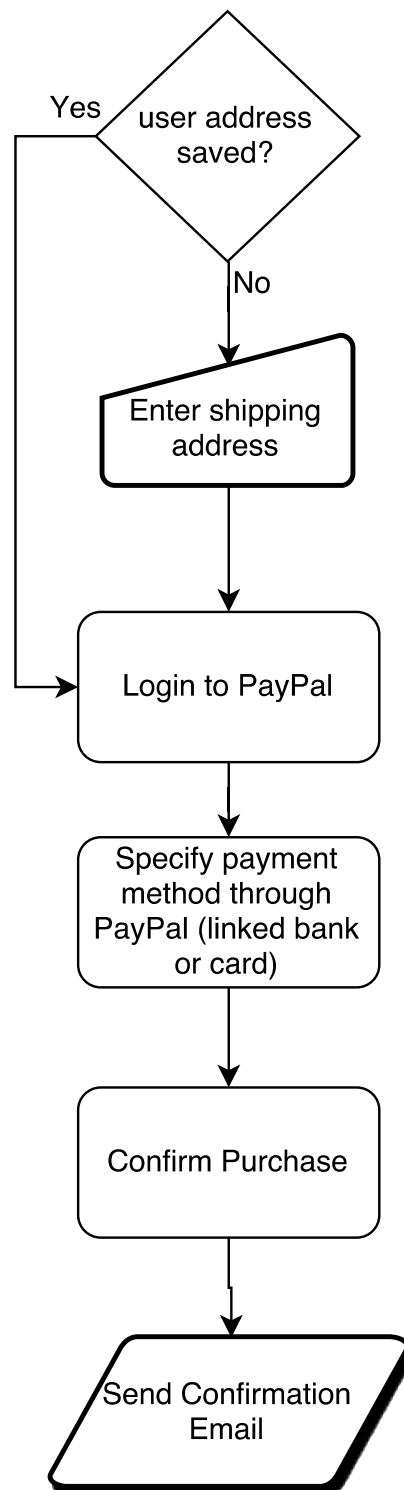 Yes
user address
saved?
No
Enter shipping
address
Login to PayPal
Specify payment
method through
PayPal (linked bank
or card)
Confirm Purchase
Send Confirmation
Email